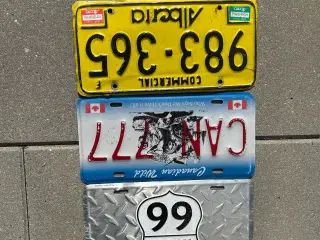 66
Canadian Wild
CAN 777
COMMERCIAL
F
983·365
Alberta